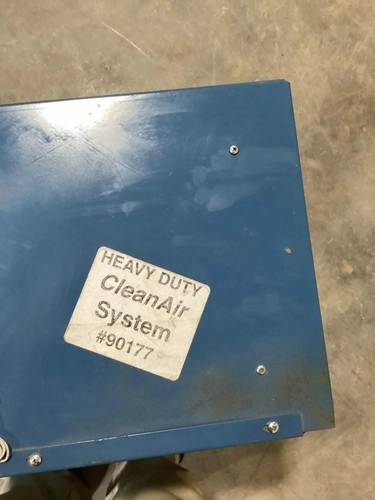 HEAVY DUTY
CleanAir
System
#90177